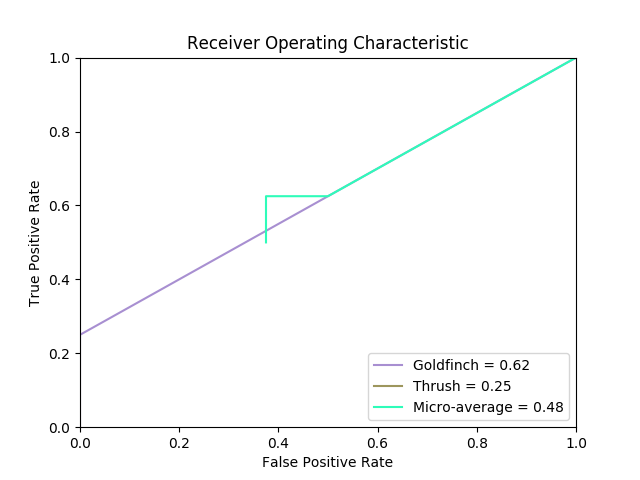 Receiver Operating Characteristic
1.0
0.8
0.6
0.4
0.2
0.0
True Positive Rate
Goldfinch = 0.62
Thrush = 0.25
Micro-average = 0.48
0.0 0.2 0.4 0.6 0.8 1.0
False Positive Rate